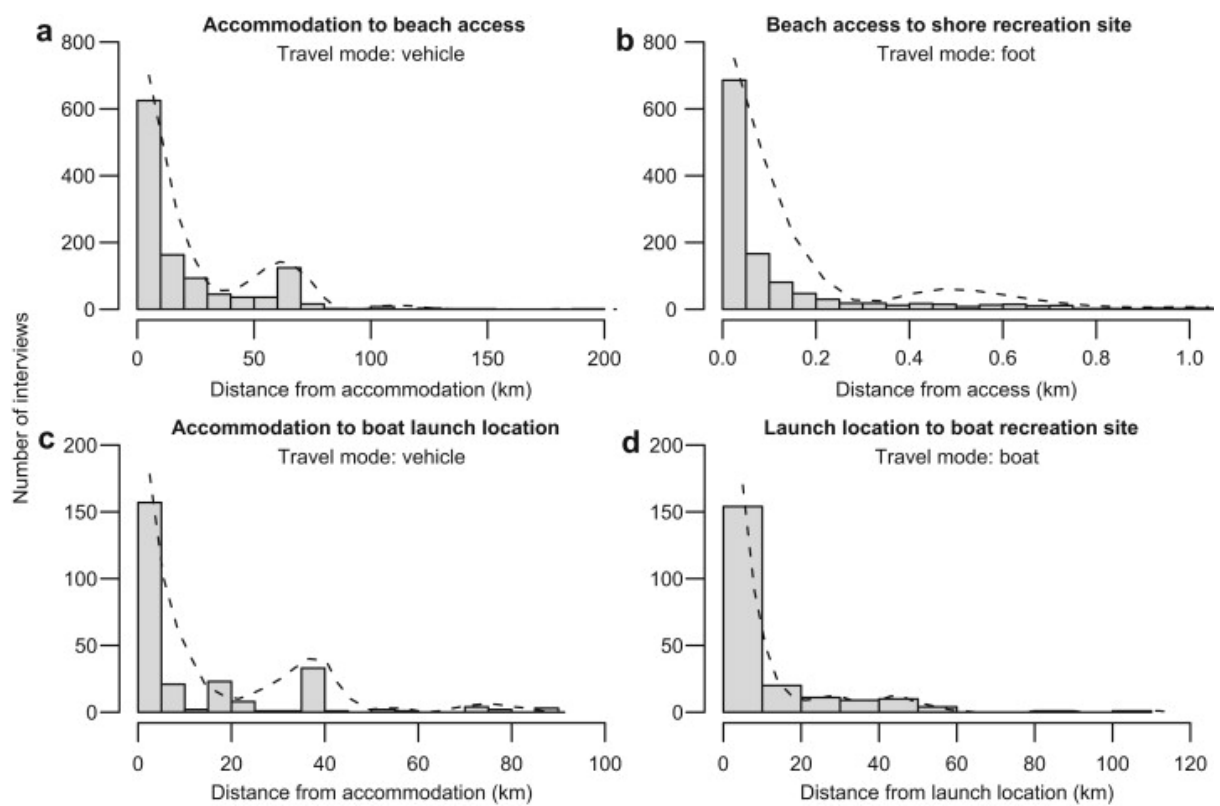 a Accommodation to beach access
Travel mode: vehicle
800
600
400
200
0
0 50 100 150 200
Distance from accommodation (km)
b Beach access to shore recreation site
Travel mode: foot
800
600
400
200
0
0.0 0.2 0.4 0.6 0.8 1.0
Distance from access (km)
Number of interviews
c Accommodation to boat launch location
Travel mode: vehicle
200
150
100
50
0
0 20 40 60 80 100
Distance from accommodation (km)
d Launch location to boat recreation site
Travel mode: boat
200
150
100
50
0
0 20 40 60 80 100 120
Distance from launch location (km)